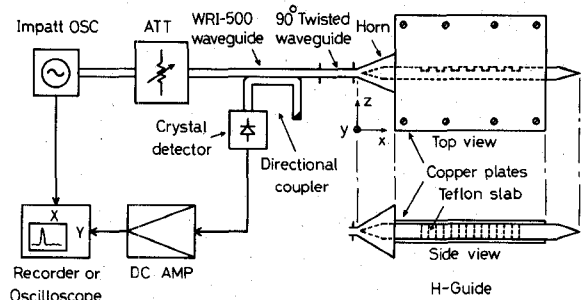 Impatt OSC
ATT
WRI-500
waveguide
90° Twisted
waveguide
Horn
Crystal
detector
Directional
coupler
z
y
x
Top view
Copper plates
Teflon slab
Side view
X
Y
Recorder or
Oscilloscope
DC AMP
H-Guide